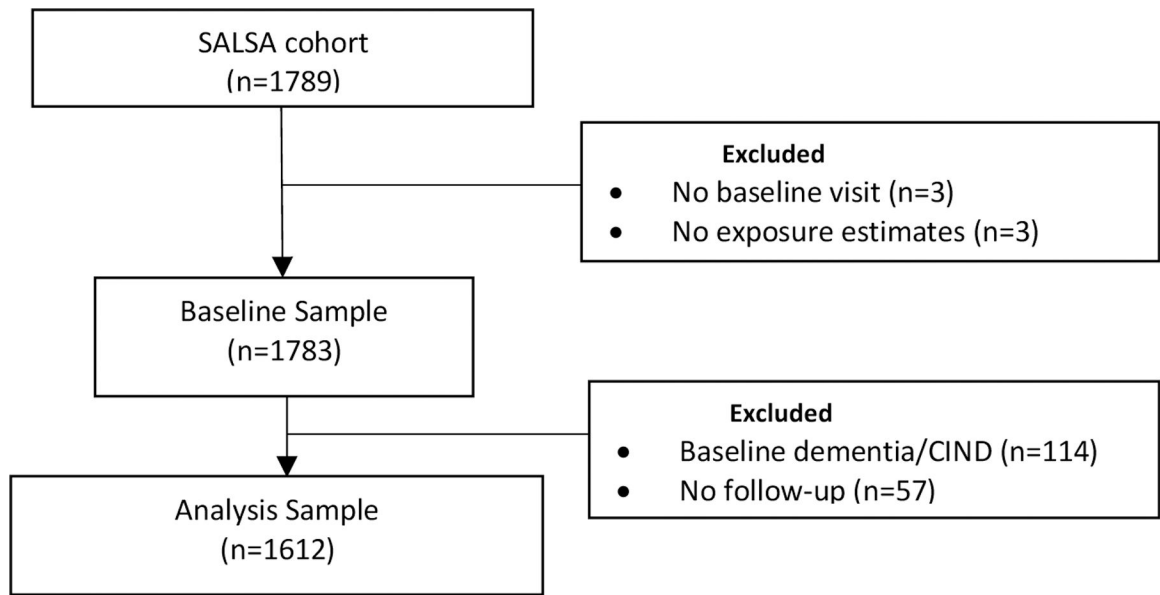 SALSA cohort
(n=1789)
Excluded
• No baseline visit (n=3)
• No exposure estimates (n=3)
Baseline Sample
(n=1783)
Excluded
• Baseline dementia/CIND (n=114)
• No follow-up (n=57)
Analysis Sample
(n=1612)